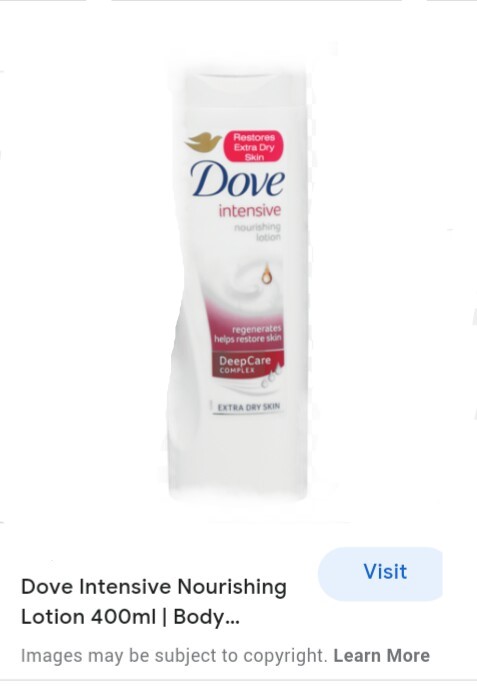 Restores
Extra Dry
Skin
Dove
intensive
nourishing
lotion
regenerates
helps restore skin
DeepCare
COMPLEX
EXTRA DRY SKIN
Visit
Dove Intensive Nourishing
Lotion 400ml | Body...
Images may be subject to copyright. Learn More